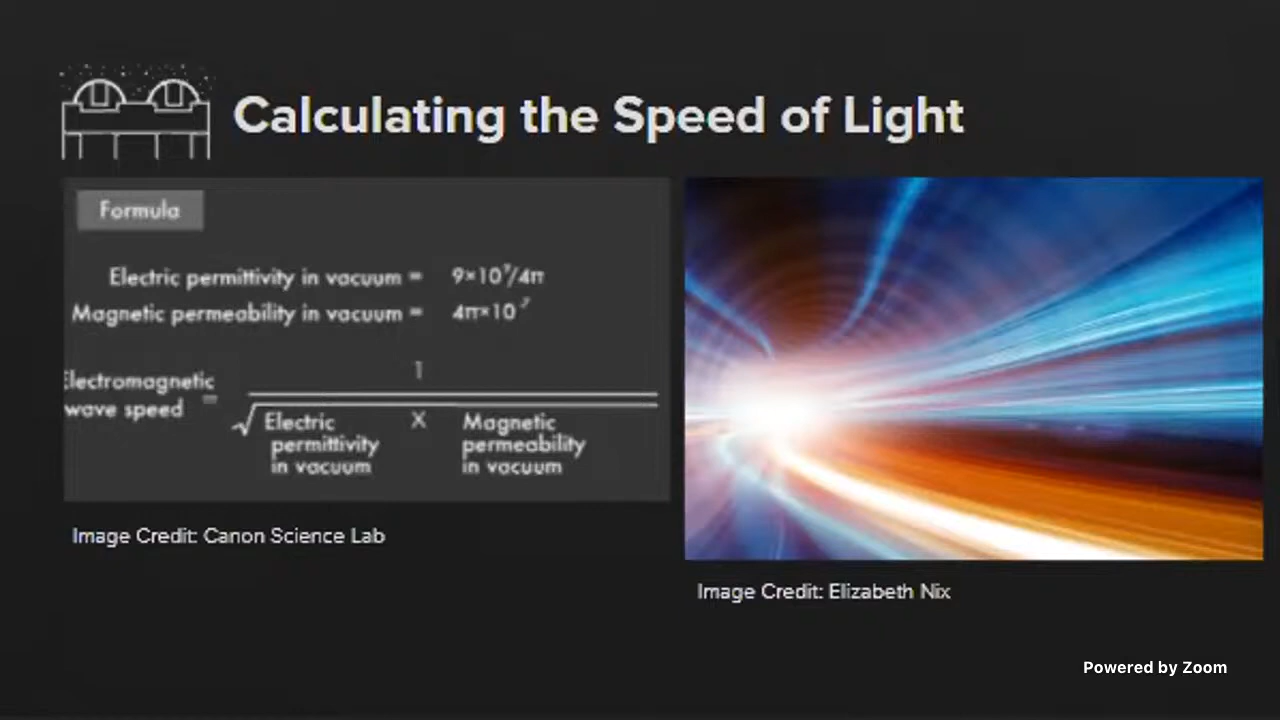 Calculating the Speed of Light
Formula
Electric permittivity in vacuum = 9×10⁹/4π
Magnetic permeability in vacuum = 4π×10⁻⁷
Electromagnetic
wave speed
=
1
√
Electric
permittivity
in vacuum
X
Magnetic
permeability
in vacuum
Image Credit: Canon Science Lab
Image Credit: Elizabeth Nix
Powered by Zoom